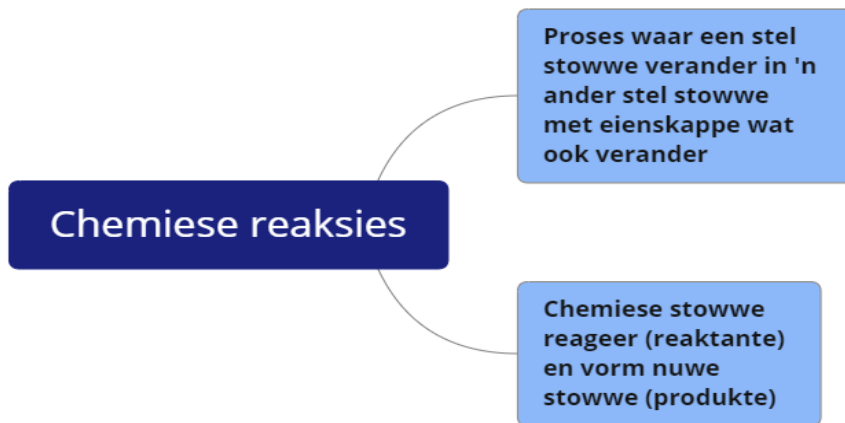 Proses waar een stel
stowwe verander in 'n
ander stel stowwe
met eienskappe wat
ook verander
Chemiese reaksies
Chemiese stowwe
reageer (reaktante)
en vorm nuwe
stowwe (produkte)